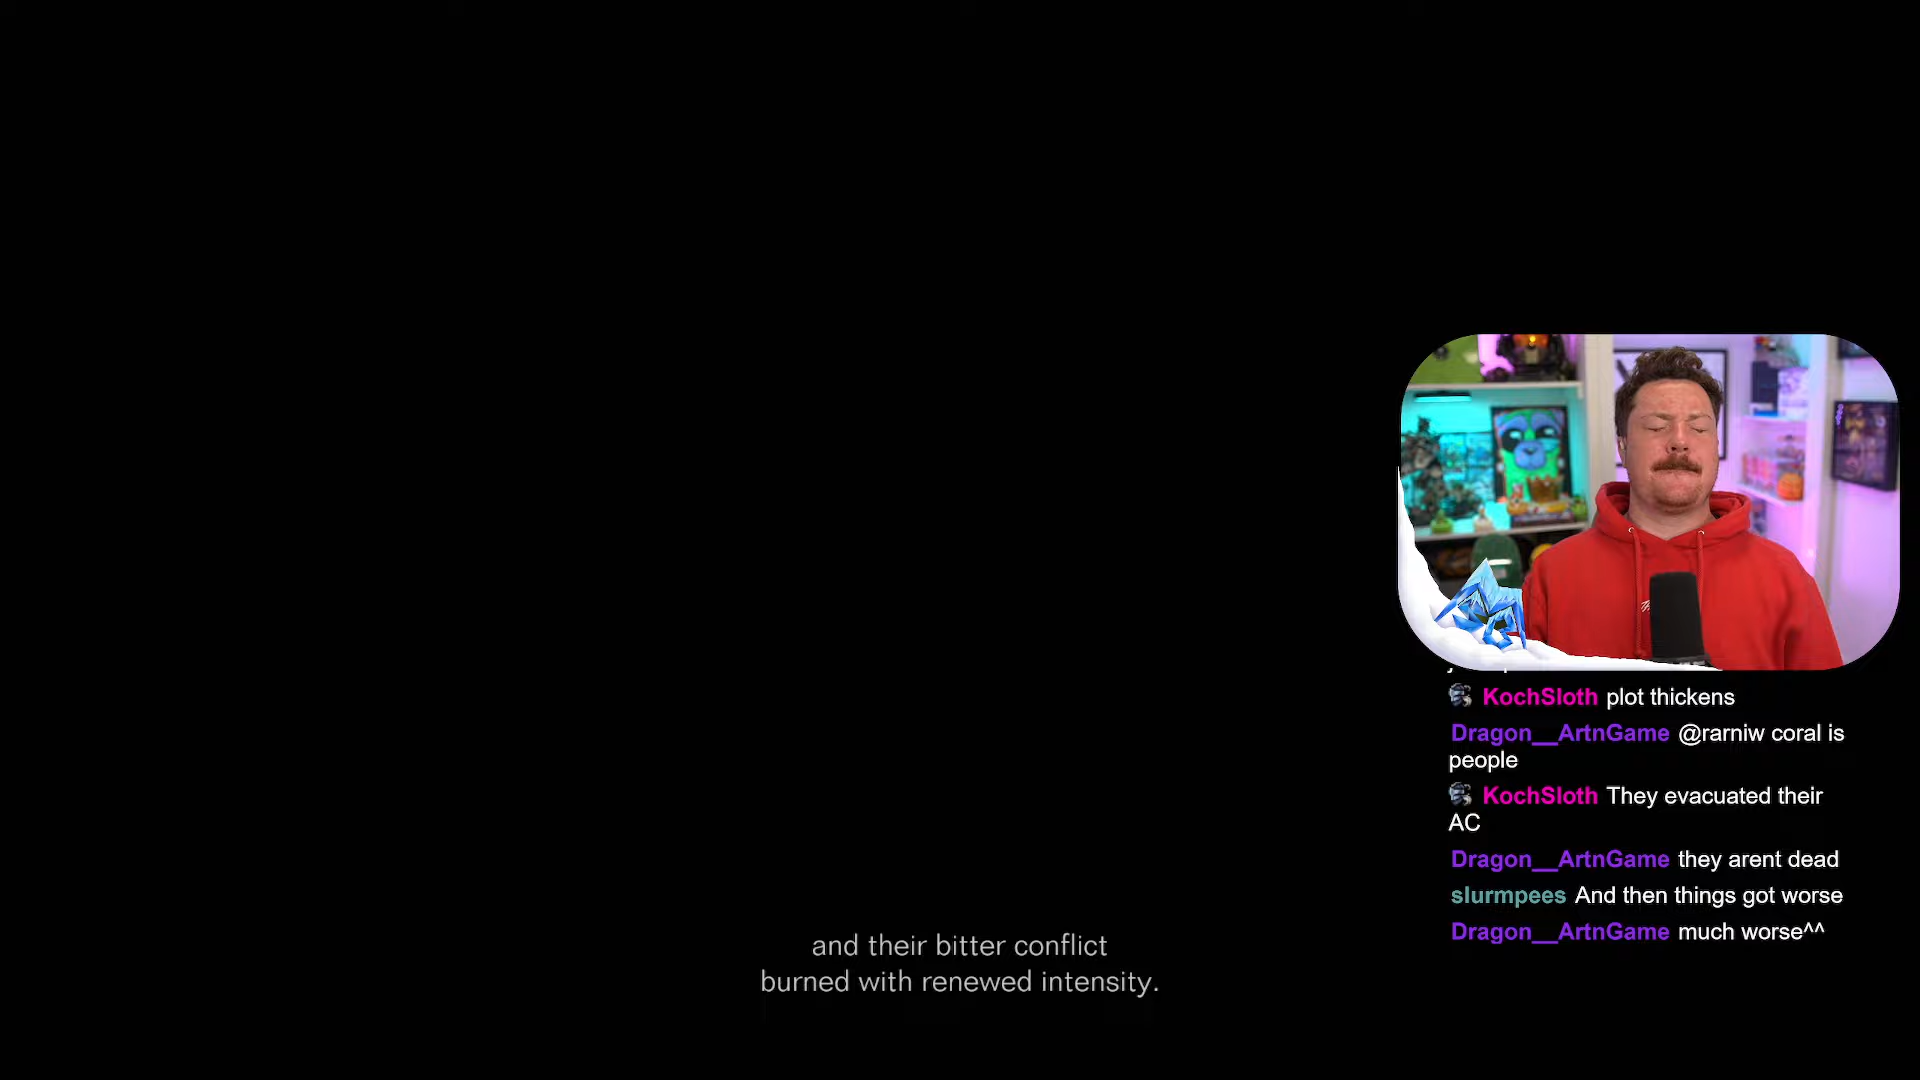 KochSloth plot thickens
Dragon__ArtnGame @rarniw coral is
people
KochSloth They evacuated their
AC
Dragon__ArtnGame they arent dead
slurmpees And then things got worse
Dragon__ArtnGame much worse^^
and their bitter conflict
burned with renewed intensity.